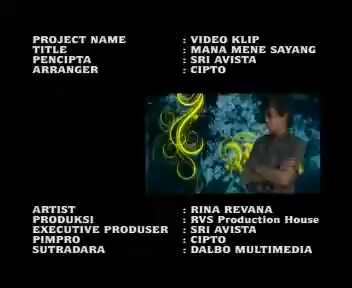 PROJECT NAME : VIDEO KLIP
TITLE : MANA MENE SAYANG
PENCIPTA : SRI AVISTA
ARRANGER : CIPTO
ARTIST : RINA REVANA
PRODUKSI : RVS Production House
EXECUTIVE PRODUSER : SRI AVISTA
PIMPRO : CIPTO
SUTRADARA : DALBO MULTIMEDIA